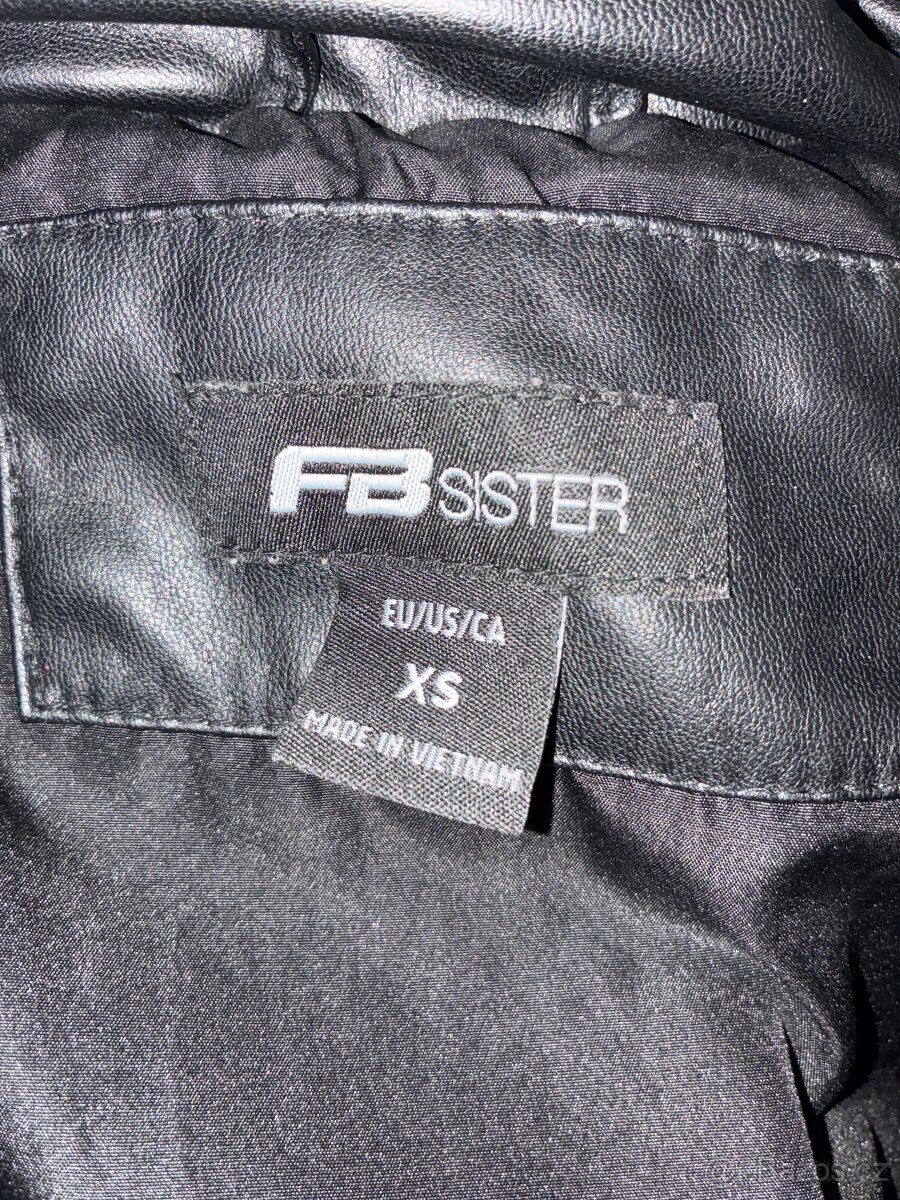 FB SISTER
EU/US/CA
XS
MADE IN VIETNAM